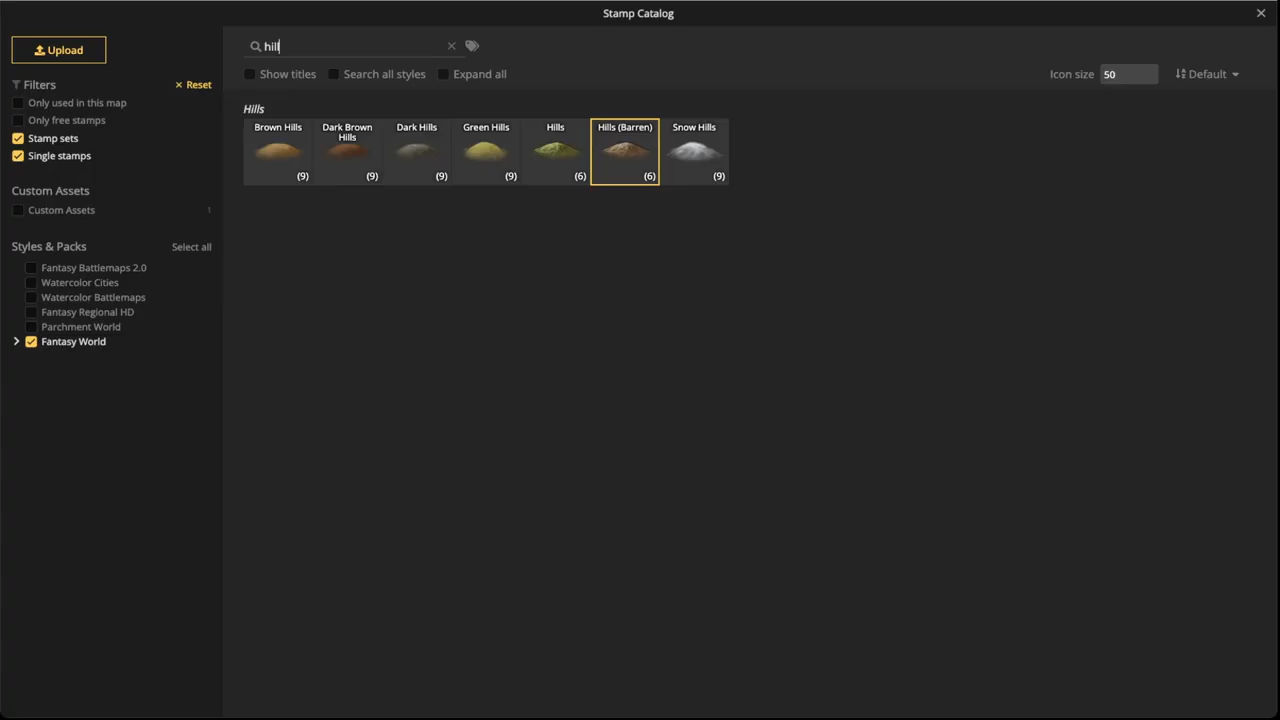 Stamp Catalog
Upload
hill
Show titles
Search all styles
Expand all
Icon size
50
Default
Filters
Reset
Only used in this map
Only free stamps
Stamp sets
Single stamps
Custom Assets
Custom Assets
1
Styles & Packs
Select all
Fantasy Battlemaps 2.0
Watercolor Cities
Watercolor Battlemaps
Fantasy Regional HD
Parchment World
Fantasy World
Hills
Brown Hills
(9)
Dark Brown
Hills
(9)
Dark Hills
(9)
Green Hills
(9)
Hills
(6)
Hills (Barren)
(6)
Snow Hills
(9)